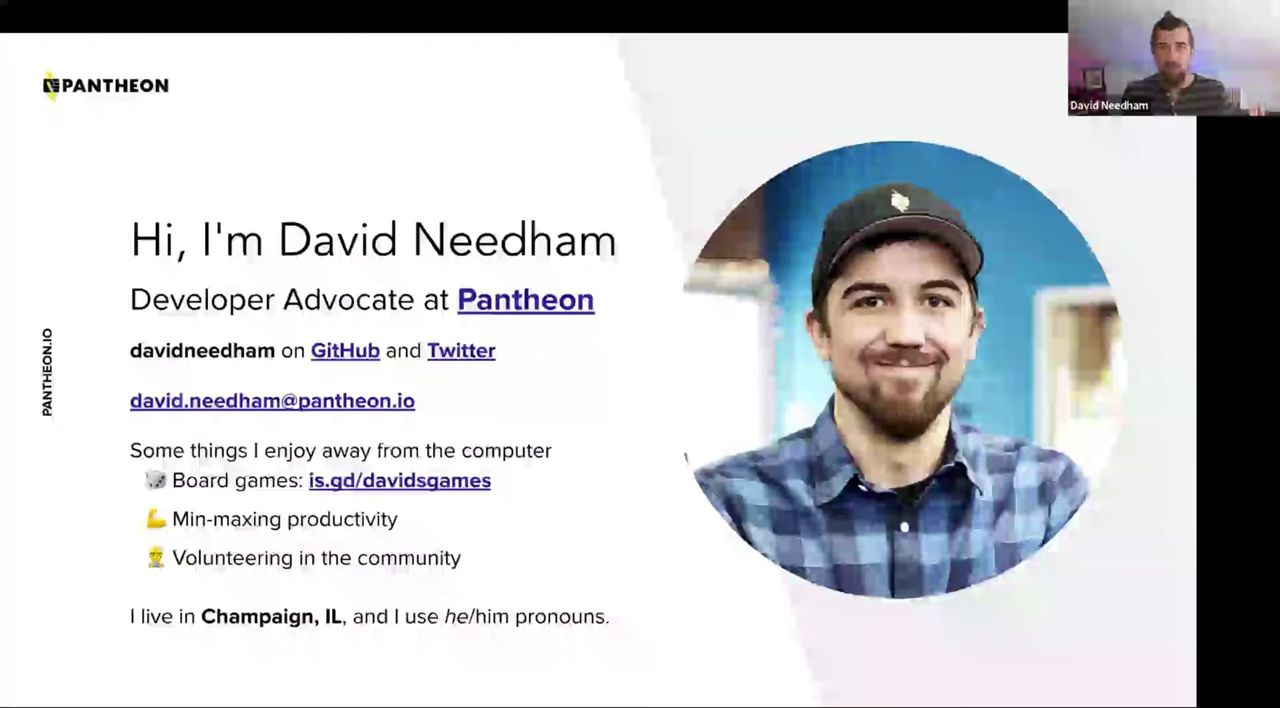 PANTHEON
David Needham
Hi, I'm David Needham
Developer Advocate at Pantheon
davidneedham on GitHub and Twitter
david.needham@pantheon.io
Some things I enjoy away from the computer
Board games: is.gd/davidsgames
Min-maxing productivity
Volunteering in the community
I live in Champaign, IL, and I use he/him pronouns.
PANTHEON.IO